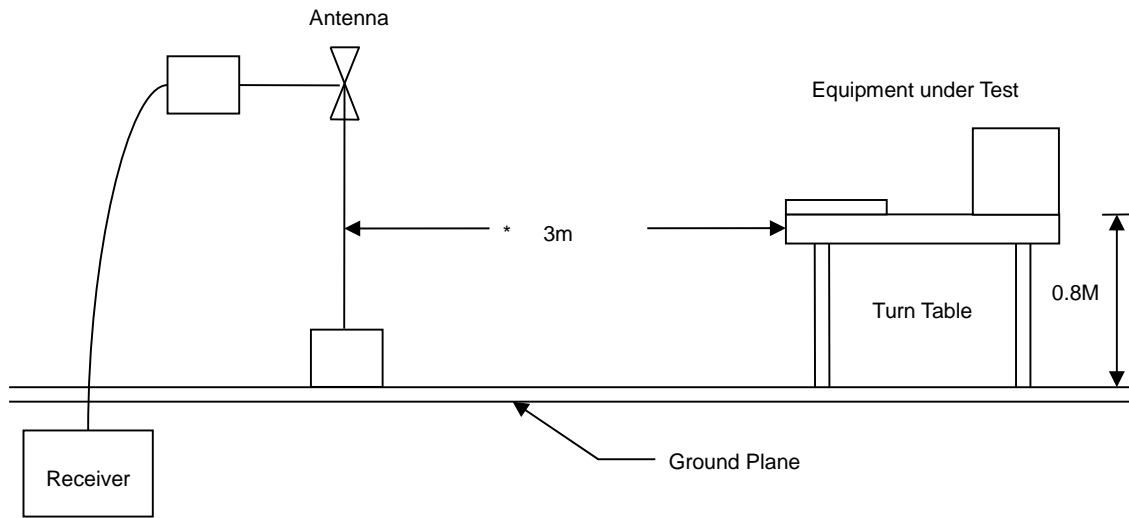 Antenna
Equipment under Test
* 3m
0.8M
Turn Table
Ground Plane
Receiver